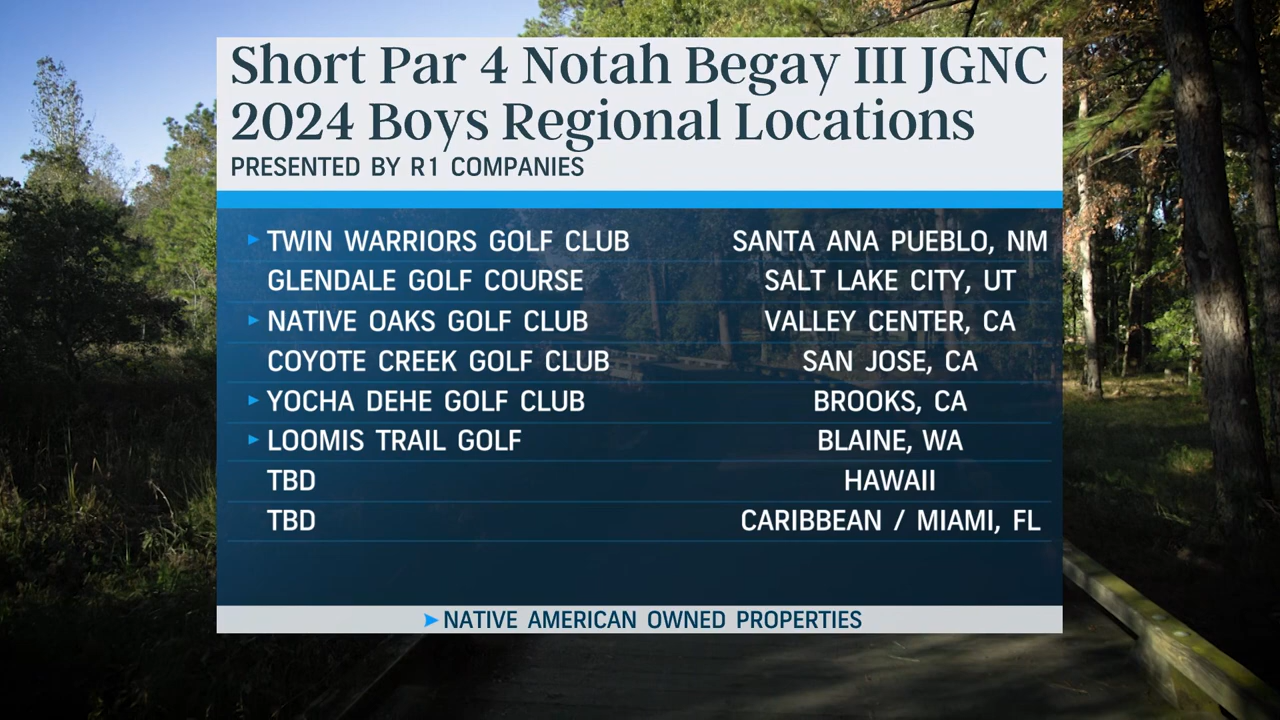 Short Par 4 Notah Begay III JGNC
2024 Boys Regional Locations
PRESENTED BY R1 COMPANIES
TWIN WARRIORS GOLF CLUB SANTA ANA PUEBLO, NM
GLENDALE GOLF COURSE SALT LAKE CITY, UT
NATIVE OAKS GOLF CLUB VALLEY CENTER, CA
COYOTE CREEK GOLF CLUB SAN JOSE, CA
YOCHA DEHE GOLF CLUB BROOKS, CA
LOOMIS TRAIL GOLF BLAINE, WA
TBD HAWAII
TBD CARIBBEAN / MIAMI, FL
NATIVE AMERICAN OWNED PROPERTIES